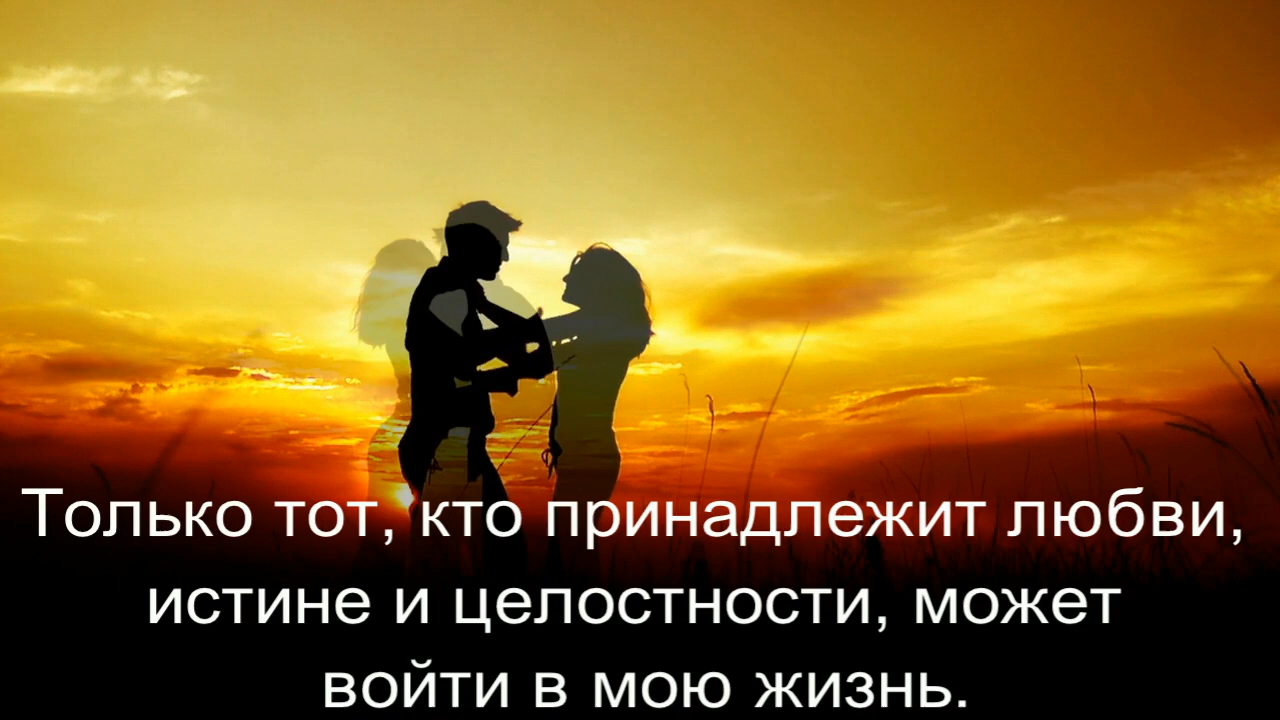 Только тот, кто принадлежит любви,
истине и целостности, может
войти в мою жизнь.